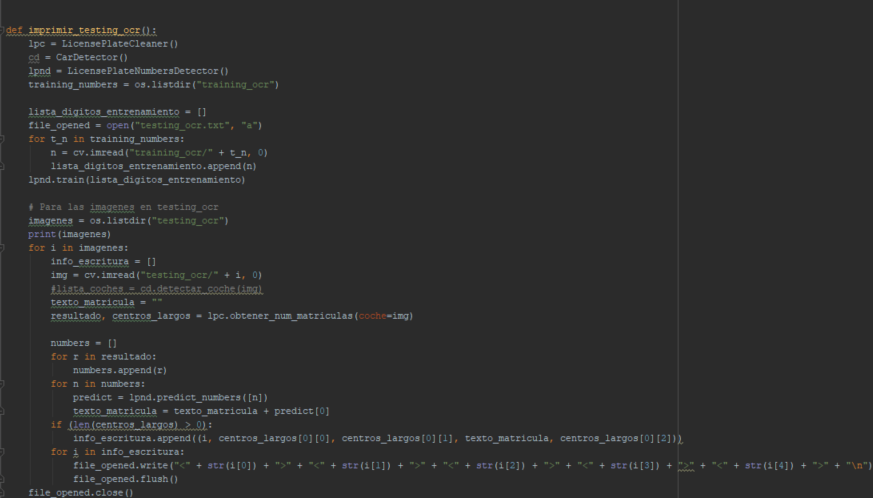 def imprimir_testing_ocr():
    lpc = LicensePlateCleaner()
    cd = CarDetector()
    lpnd = LicensePlateNumbersDetector()
    training_numbers = os.listdir("training_ocr")

    lista_digitos_entrenamiento = []
    file_opened = open("testing_ocr.txt", "a")
    for t_n in training_numbers:
        n = cv.imread("training_ocr/" + t_n, 0)
        lista_digitos_entrenamiento.append(n)
    lpnd.train(lista_digitos_entrenamiento)

    # Para las imagenes en testing_ocr
    imagenes = os.listdir("testing_ocr")
    print(imagenes)
    for i in imagenes:
        info_escritura = []
        img = cv.imread("testing_ocr/" + i, 0)
        #lista_coches = cd.detectar_coche(img)
        texto_matricula = ""
        resultado, centros_largos = lpc.obtener_num_matriculas(coche=img)

        numbers = []
        for r in resultado:
            numbers.append(r)
        for n in numbers:
            predict = lpnd.predict_numbers([n])
            texto_matricula = texto_matricula + predict[0]
        if (len(centros_largos) > 0):
            info_escritura.append((i, centros_largos[0][0], centros_largos[0][1], texto_matricula, centros_largos[0][2]))
        for i in info_escritura:
            file_opened.write("<" + str(i[0]) + ">" + "<" + str(i[1]) + ">" + "<" + str(i[2]) + ">" + "<" + str(i[3]) + ">" + "<" + str(i[4]) + ">" + "\n")
            file_opened.flush()
    file_opened.close()